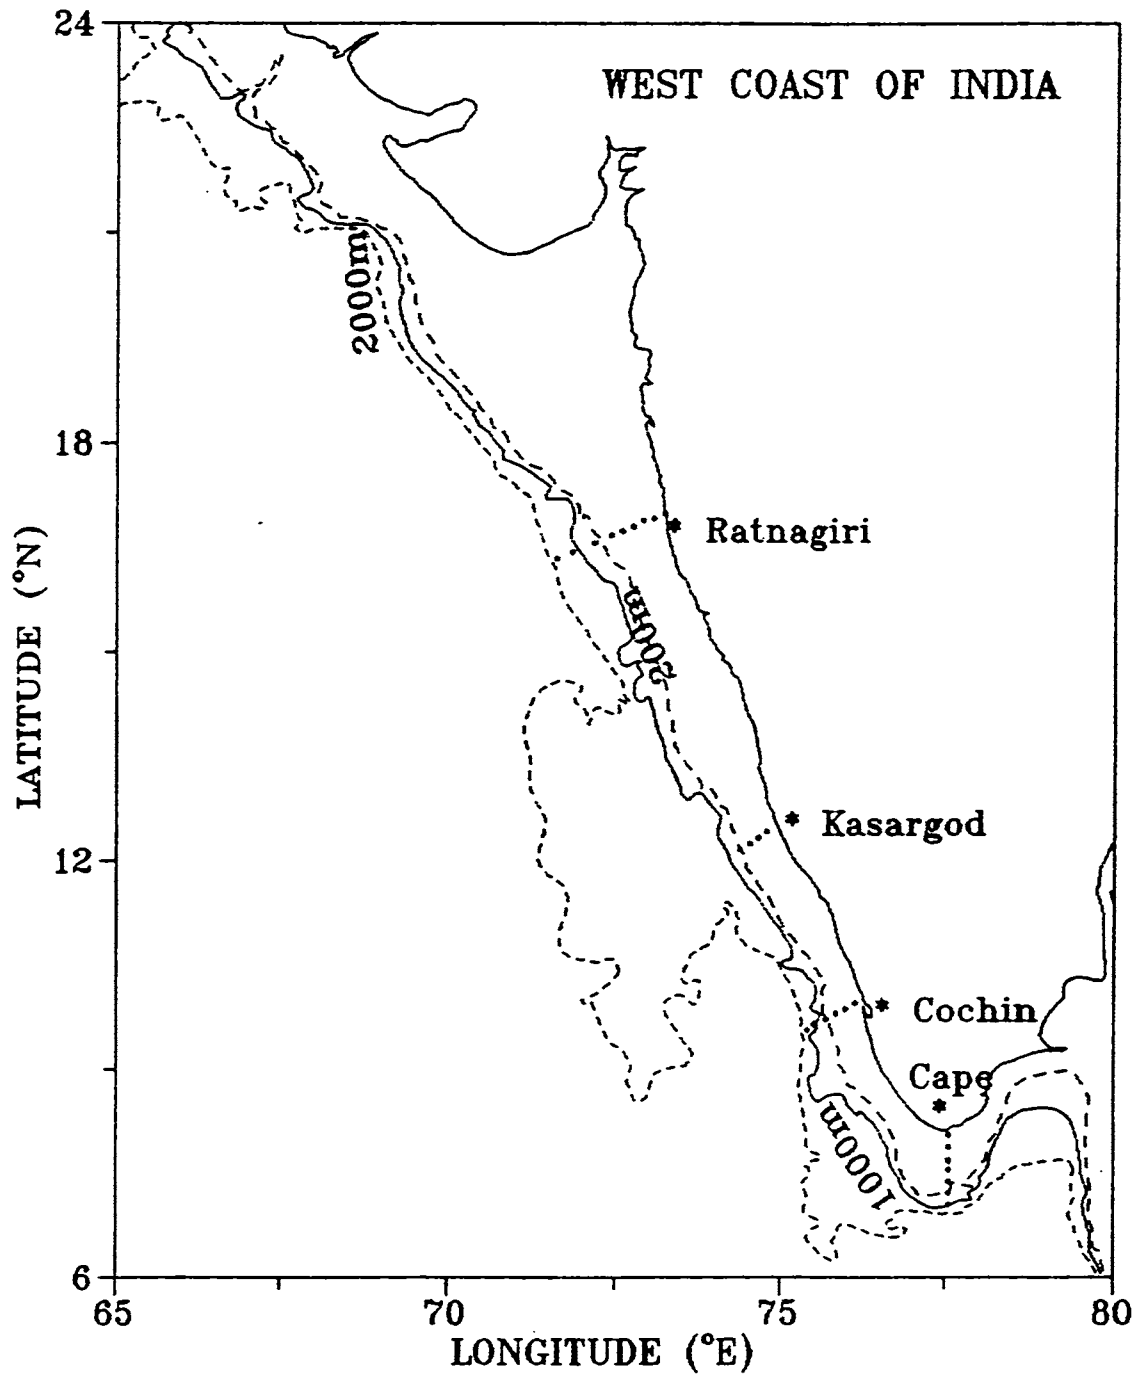 24
WEST COAST OF INDIA
2000m
18
Ratnagiri
LATITUDE (°N)
200m
Kasargod
12
Cochin
Cape
1000m
6
65
70
75
80
LONGITUDE (°E)